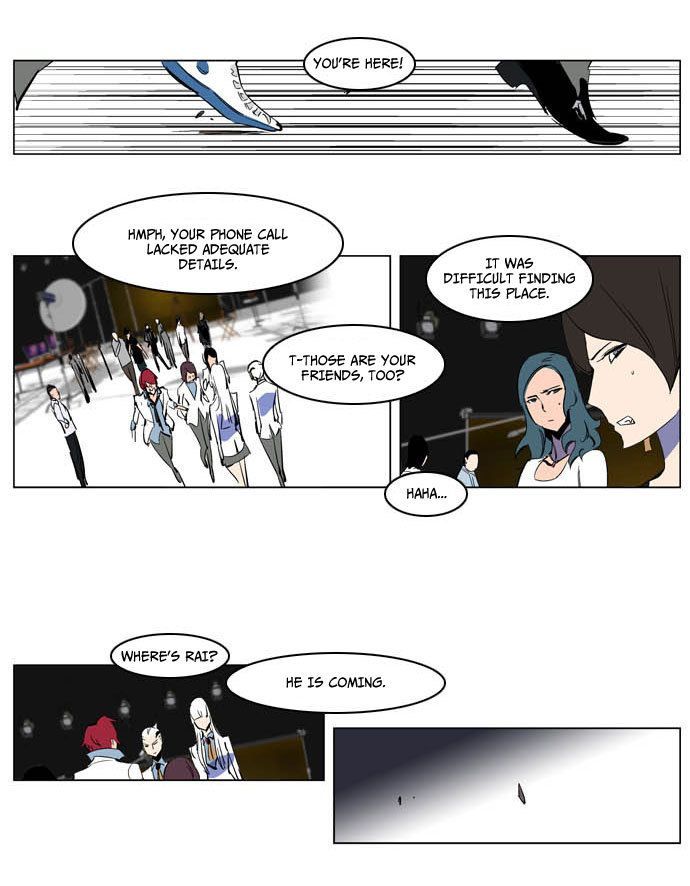 YOU'RE HERE!
HMPH, YOUR PHONE CALL
LACKED ADEQUATE
DETAILS.
T-THOSE ARE YOUR
FRIENDS, TOO?
IT WAS
DIFFICULT FINDING
THIS PLACE.
HAHA...
WHERE'S RAI?
HE IS COMING.